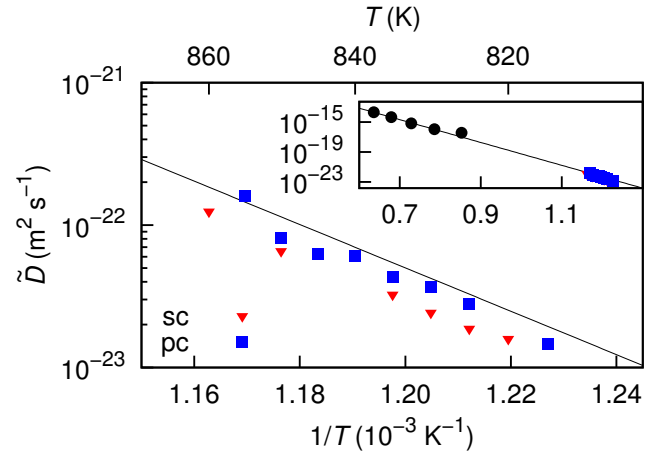 T (K)
860 840 820
10⁻²¹
10⁻²²
10⁻²³
D̃ (m² s⁻¹)
10⁻¹⁵
10⁻¹⁹
10⁻²³
0.7 0.9 1.1
sc
pc
1.16 1.18 1.20 1.22 1.24
1/T (10⁻³ K⁻¹)